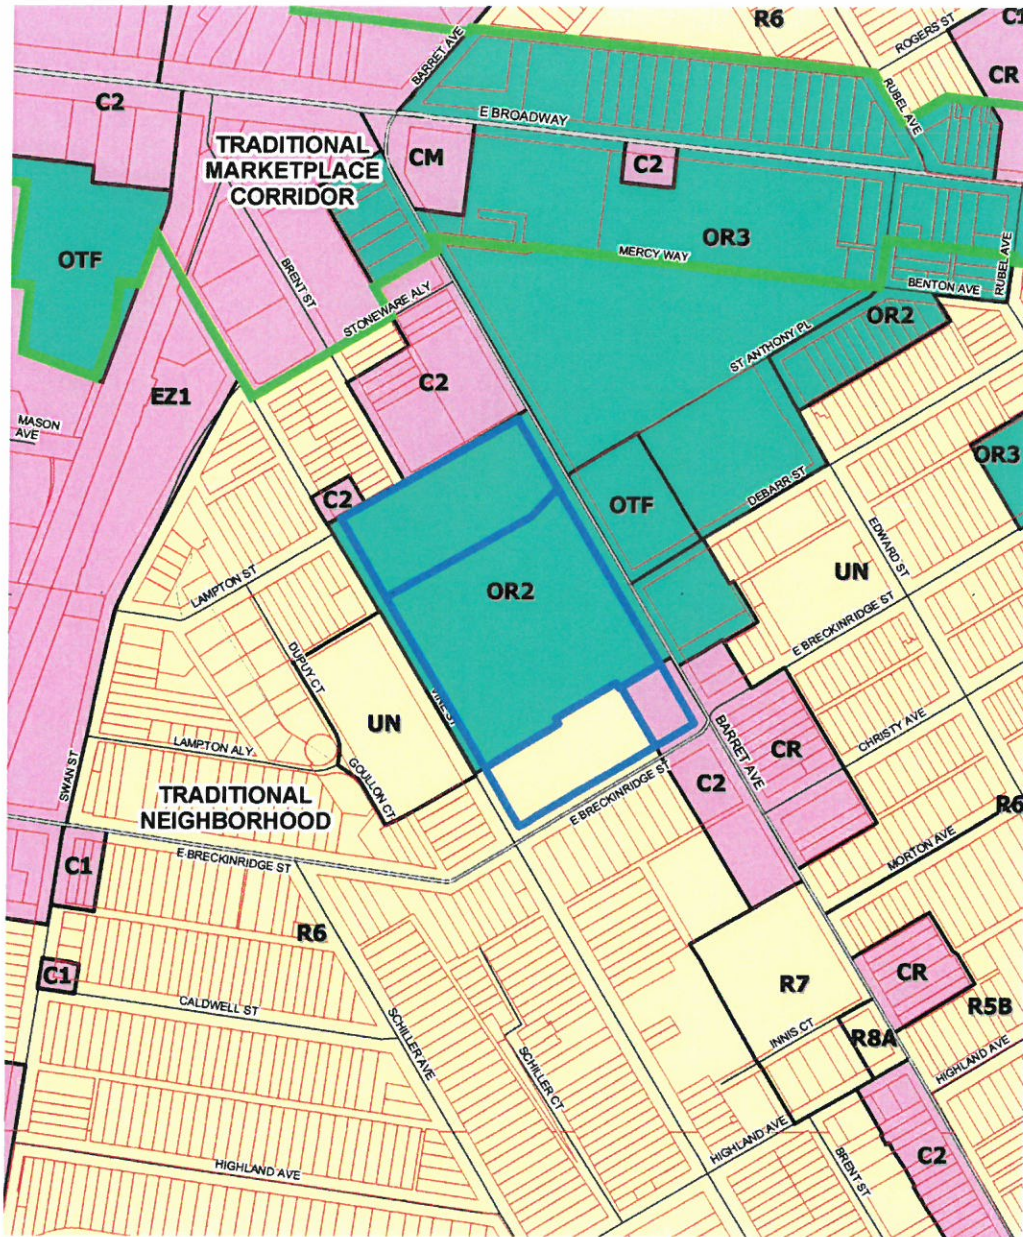 R6
ROGERS ST
C1
CR
BARRET AVE
RUBEL AVE
C2
E BROADWAY
TRADITIONAL
MARKETPLACE
CORRIDOR
CM
C2
OTF
OR3
MERCY WAY
RUBEL AVE
BRENT ST
BENTON AVE
STONEWARE ALY
OR2
ST ANTHONY PL
C2
EZ1
MASON
AVE
OR3
C2
OTF
DEBARR ST
EDWARD ST
UN
LAMPTON ST
OR2
E BRECKINRIDGE ST
DUPUY CT
VINE ST
UN
BARRET AVE
CHRISTY AVE
LAMPTON ALY
CR
GOULLON CT
C2
SWAN ST
TRADITIONAL
NEIGHBORHOOD
E BRECKINRIDGE ST
R6
MORTON AVE
C1
E BRECKINRIDGE ST
R6
C1
CR
R7
CALDWELL ST
R5B
SCHILLER AVE
INNIS CT
R8A
SCHILLER CT
HIGHLAND AVE
HIGHLAND AVE
HIGHLAND AVE
BRENT ST
C2